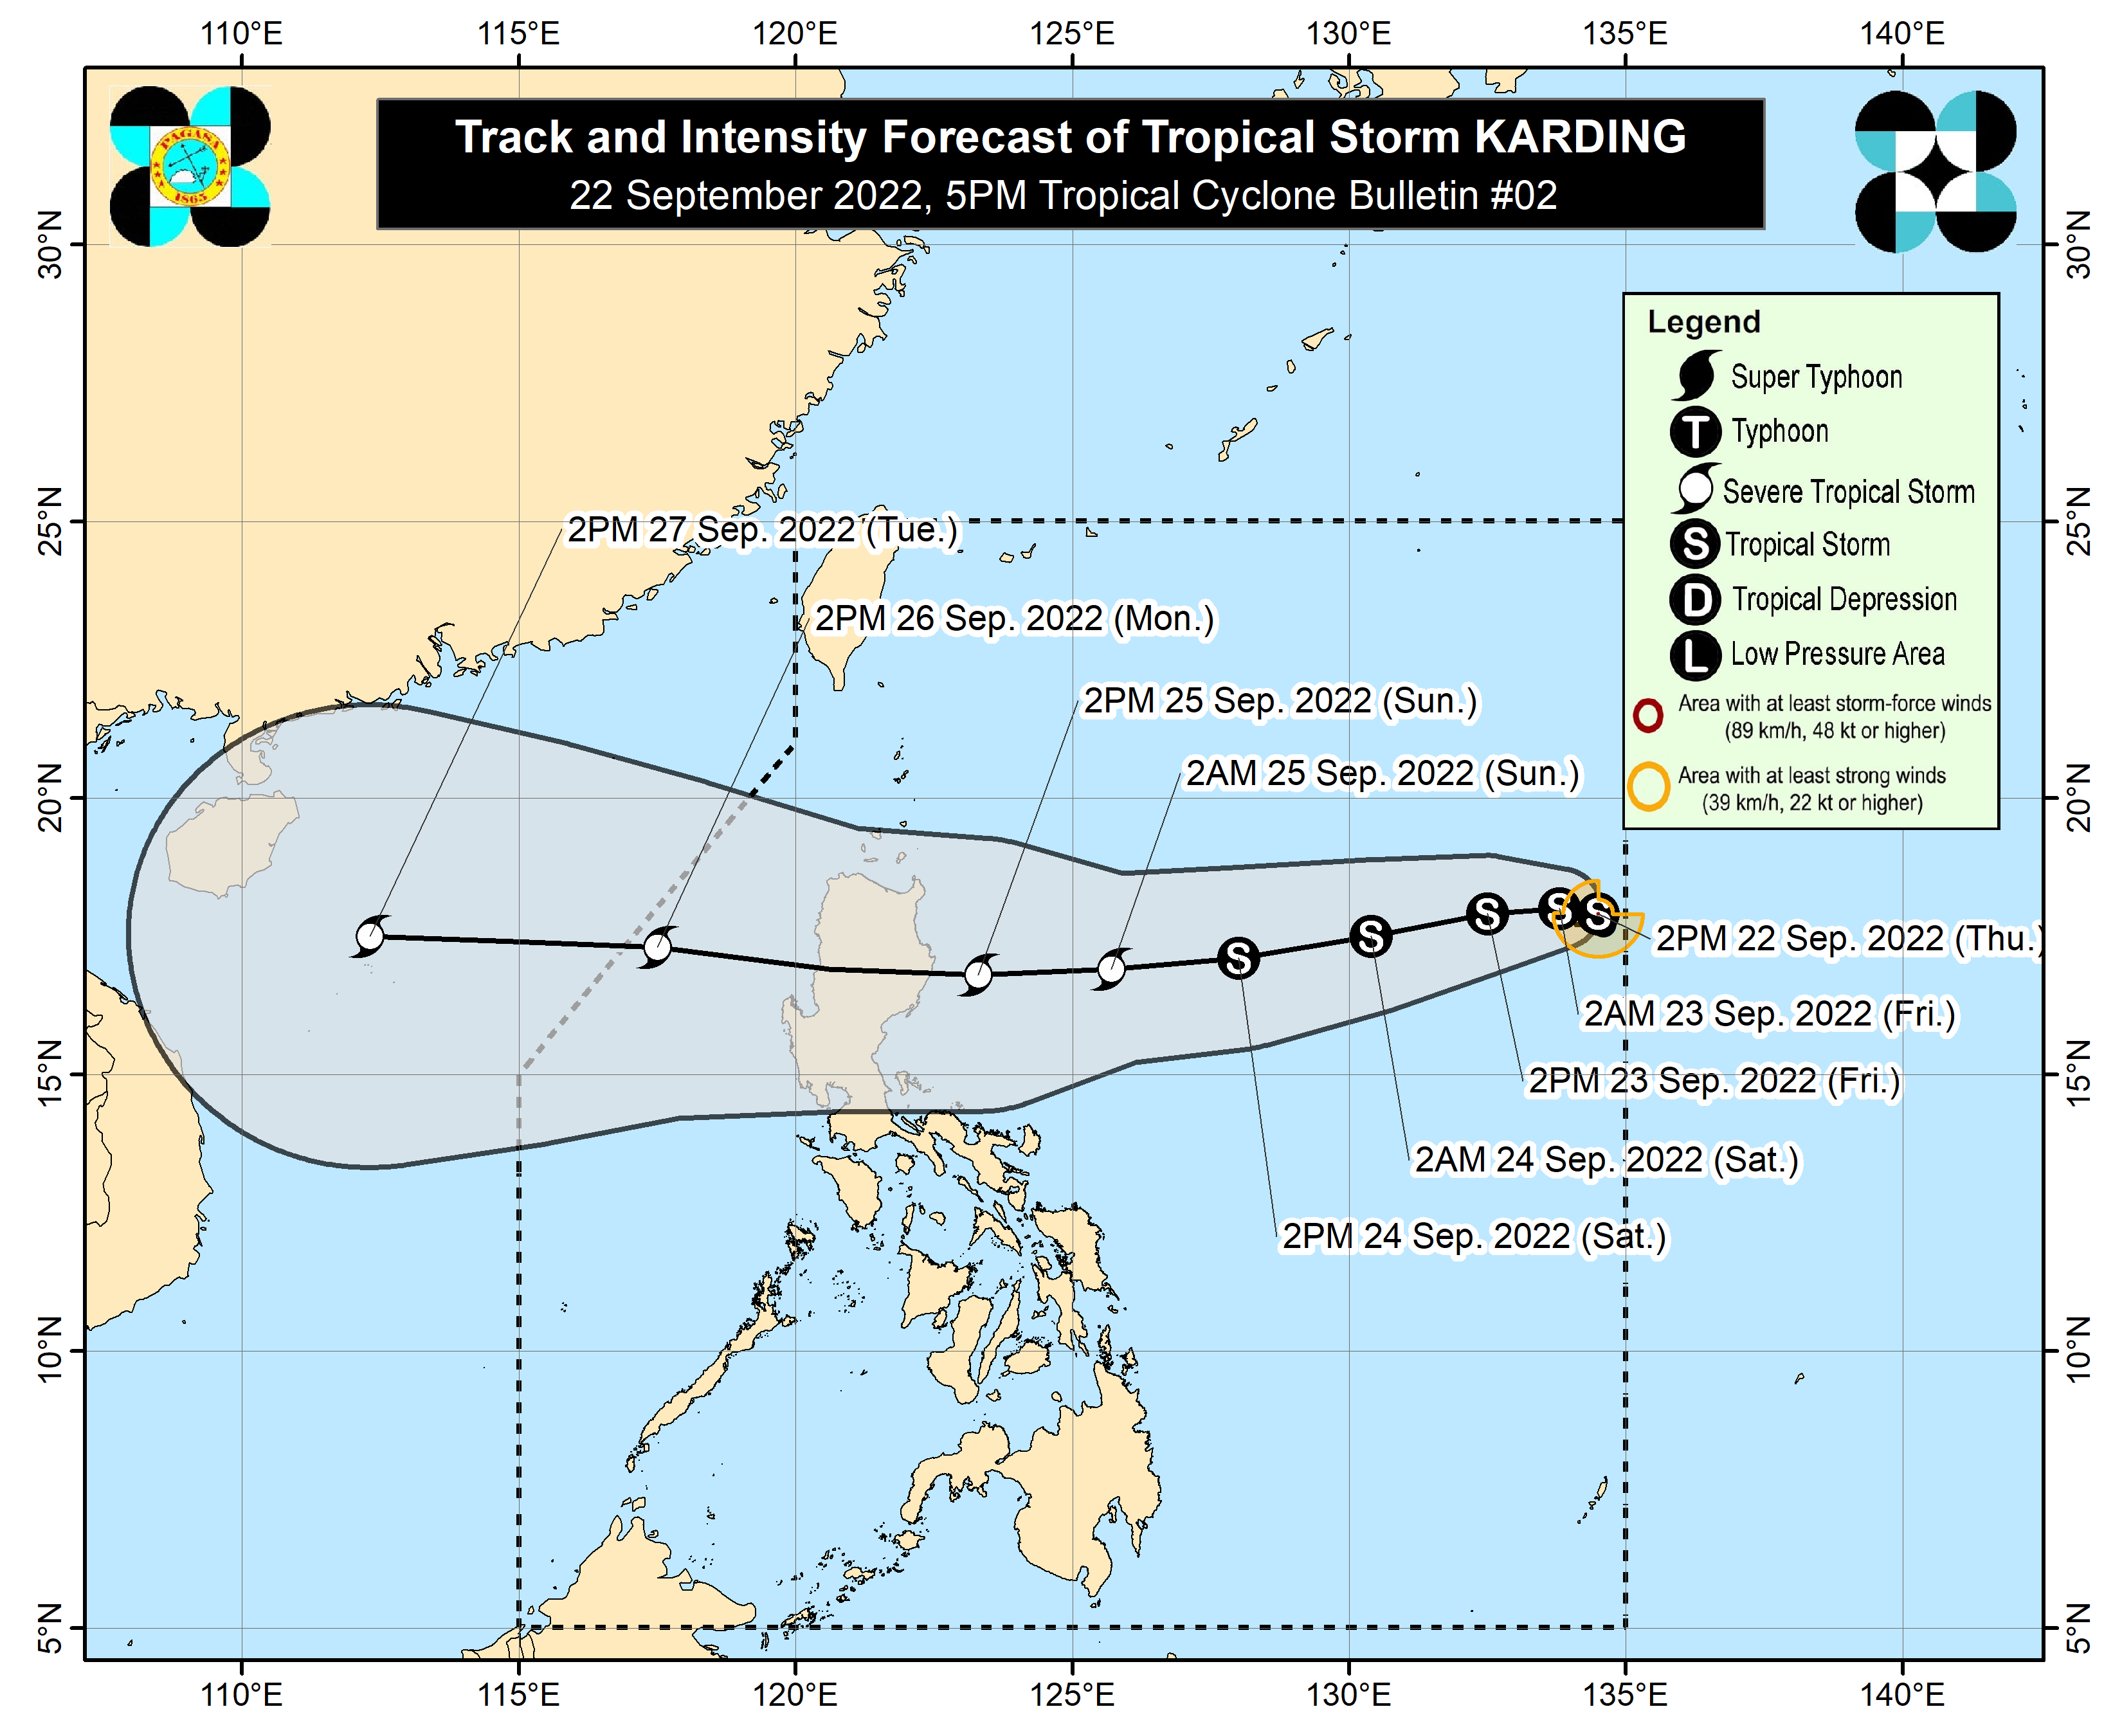 110°E 115°E 120°E 125°E 130°E 135°E 140°E
PAGASA
1865
Track and Intensity Forecast of Tropical Storm KARDING
22 September 2022, 5PM Tropical Cyclone Bulletin #02
30°N 30°N
Legend
Super Typhoon
T Typhoon
Severe Tropical Storm
S Tropical Storm
D Tropical Depression
L Low Pressure Area
Area with at least storm-force winds
(89 km/h, 48 kt or higher)
Area with at least strong winds
(39 km/h, 22 kt or higher)
25°N 25°N
2PM 27 Sep. 2022 (Tue.)
2PM 26 Sep. 2022 (Mon.)
2PM 25 Sep. 2022 (Sun.)
2AM 25 Sep. 2022 (Sun.)
20°N 20°N
S S S S S
2PM 22 Sep. 2022 (Thu.)
2AM 23 Sep. 2022 (Fri.)
15°N 15°N
2PM 23 Sep. 2022 (Fri.)
2AM 24 Sep. 2022 (Sat.)
2PM 24 Sep. 2022 (Sat.)
10°N 10°N
5°N 5°N
110°E 115°E 120°E 125°E 130°E 135°E 140°E